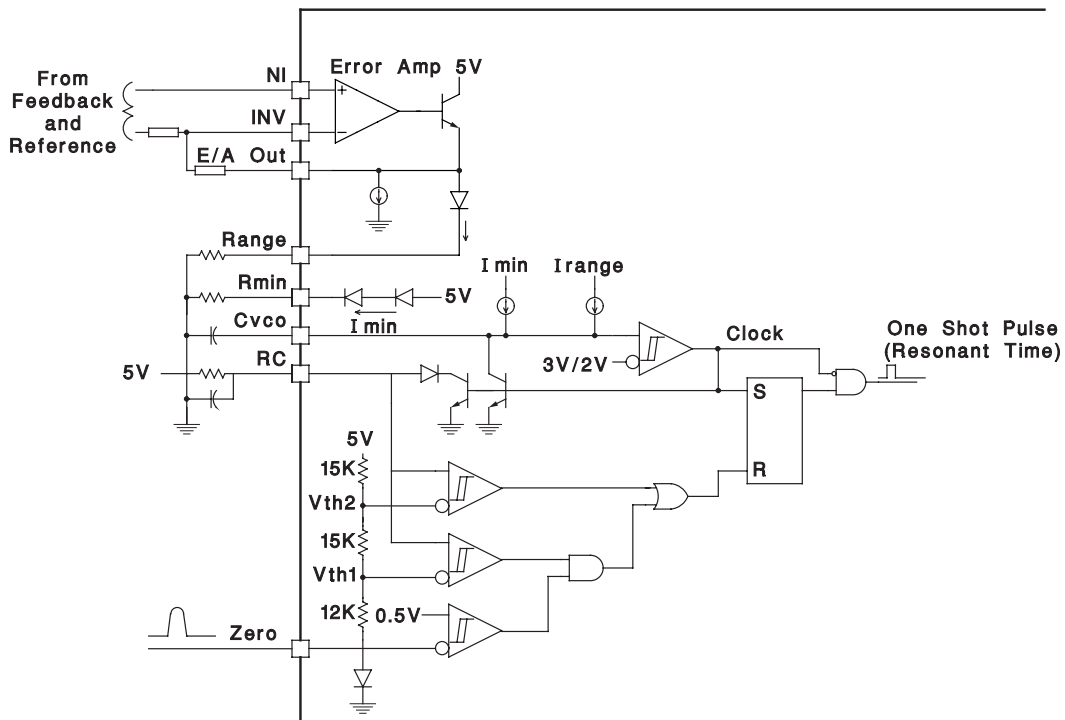 From
Feedback
and
Reference
NI
Error Amp 5V
+
INV
−
E/A Out
Range
Rmin
5V
I min
I min
I range
Cvco
3V/2V
Clock
One Shot Pulse
(Resonant Time)
5V
RC
S
R
5V
15K
Vth2
15K
Vth1
12K
0.5V
Zero